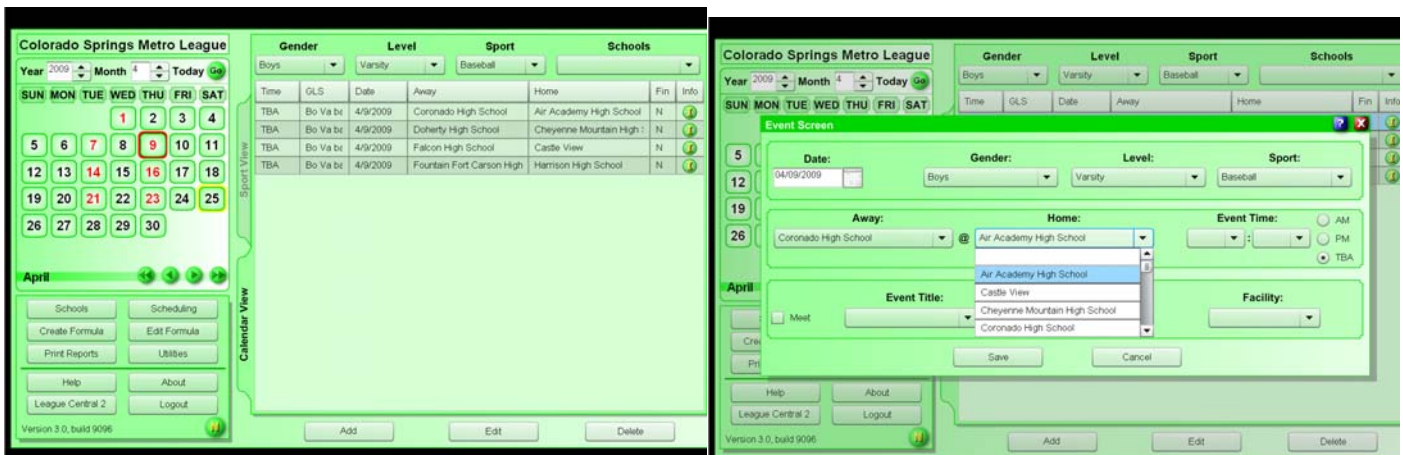 Colorado Springs Metro League
Year 2009 Month 4 Today Go
SUN MON TUE WED THU FRI SAT
1 2 3 4
5 6 7 8 9 10 11
12 13 14 15 16 17 18
19 20 21 22 23 24 25
26 27 28 29 30
April
Schools Scheduling
Create Formula Edit Formula
Print Reports Utilities
Help About
League Central 2 Logout
Version 3.0, build 9096
Sport View
Calendar View
Gender Level Sport Schools
Boys Varsity Baseball
Time GLS Date Away Home Fin Info
TBA Bo Va ba 4/9/2009 Coronado High School Air Academy High School N
TBA Bo Va ba 4/9/2009 Doherty High School Cheyenne Mountain High N
TBA Bo Va ba 4/9/2009 Falcon High School Castle View N
TBA Bo Va ba 4/9/2009 Fountain Fort Carson High Harrison High School N
Add Edit Delete
Colorado Springs Metro League
Year 2009 Month 4 Today Go
SUN MON TUE WED THU FRI SAT
5
12
19
26
April
Help About
League Central 2 Logout
Version 3.0, build 9096
Gender Level Sport Schools
Boys Varsity Baseball
Time GLS Date Away Home Fin Info
Event Screen ? X
Date: Gender: Level: Sport:
04/09/2009 Boys Varsity Baseball
Away: Home: Event Time: AM
Coronado High School @ Air Academy High School : PM
TBA
Air Academy High School
Castle View
Cheyenne Mountain High School
Coronado High School
Event Title: Facility:
Meet
Save Cancel
Add Edit Delete